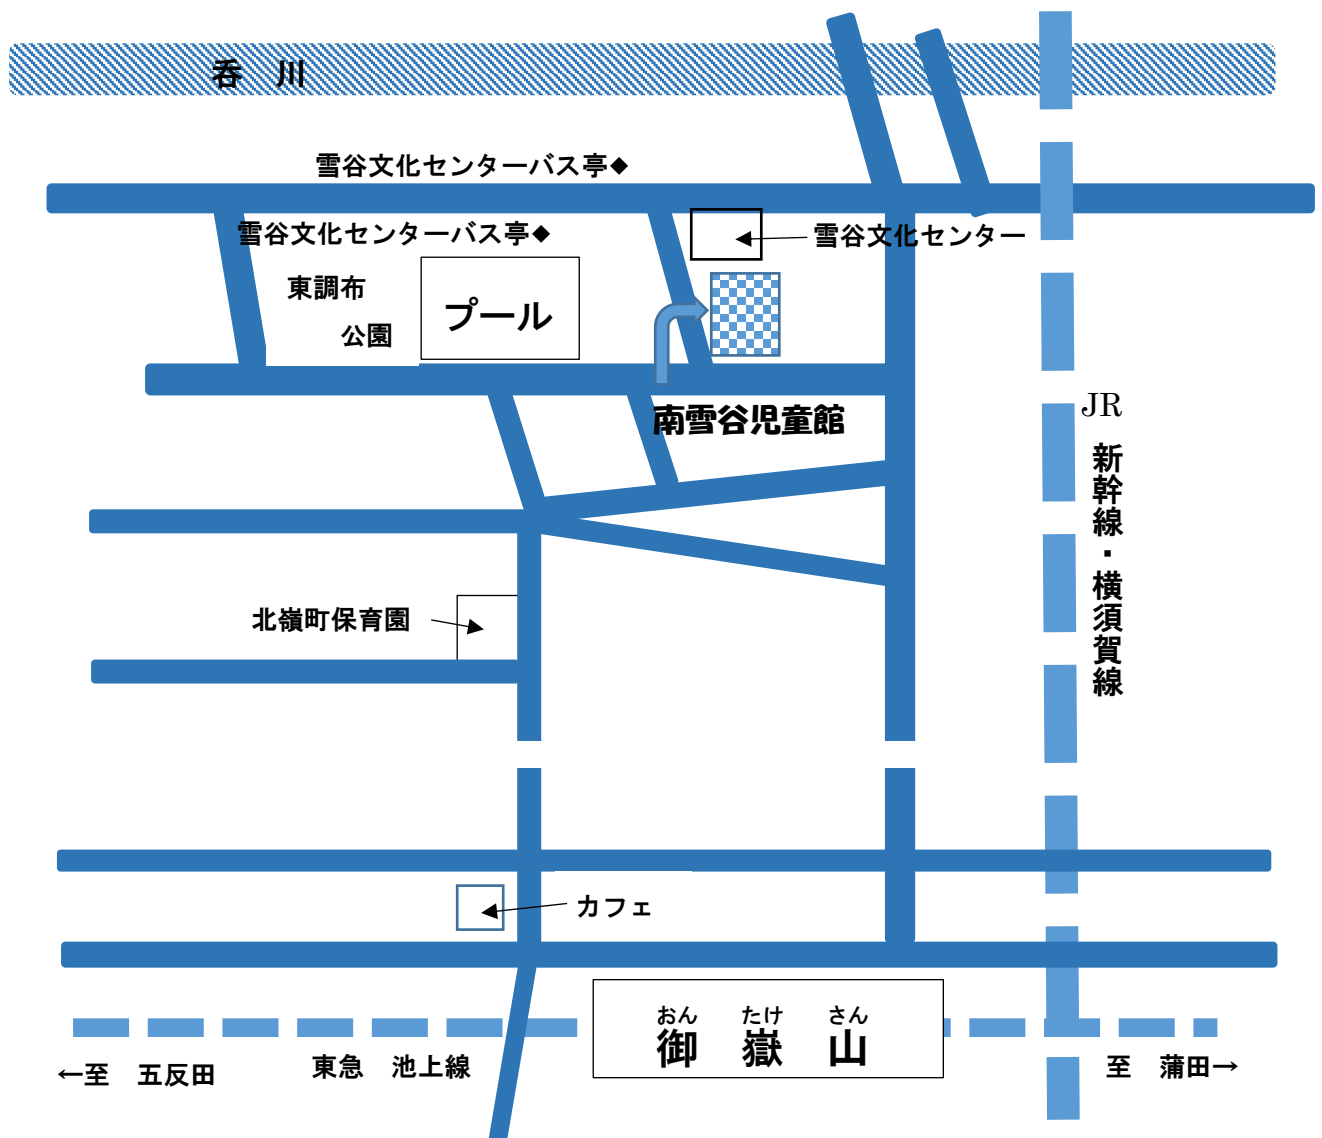 呑　川
雪谷文化センターバス亭◆
雪谷文化センターバス亭◆
雪谷文化センター
東調布
公園
プール
南雪谷児童館
JR
新幹線・横須賀線
北嶺町保育園
カフェ
おん　たけ　さん
御　嶽　山
←至　五反田
東急　池上線
至　蒲田→